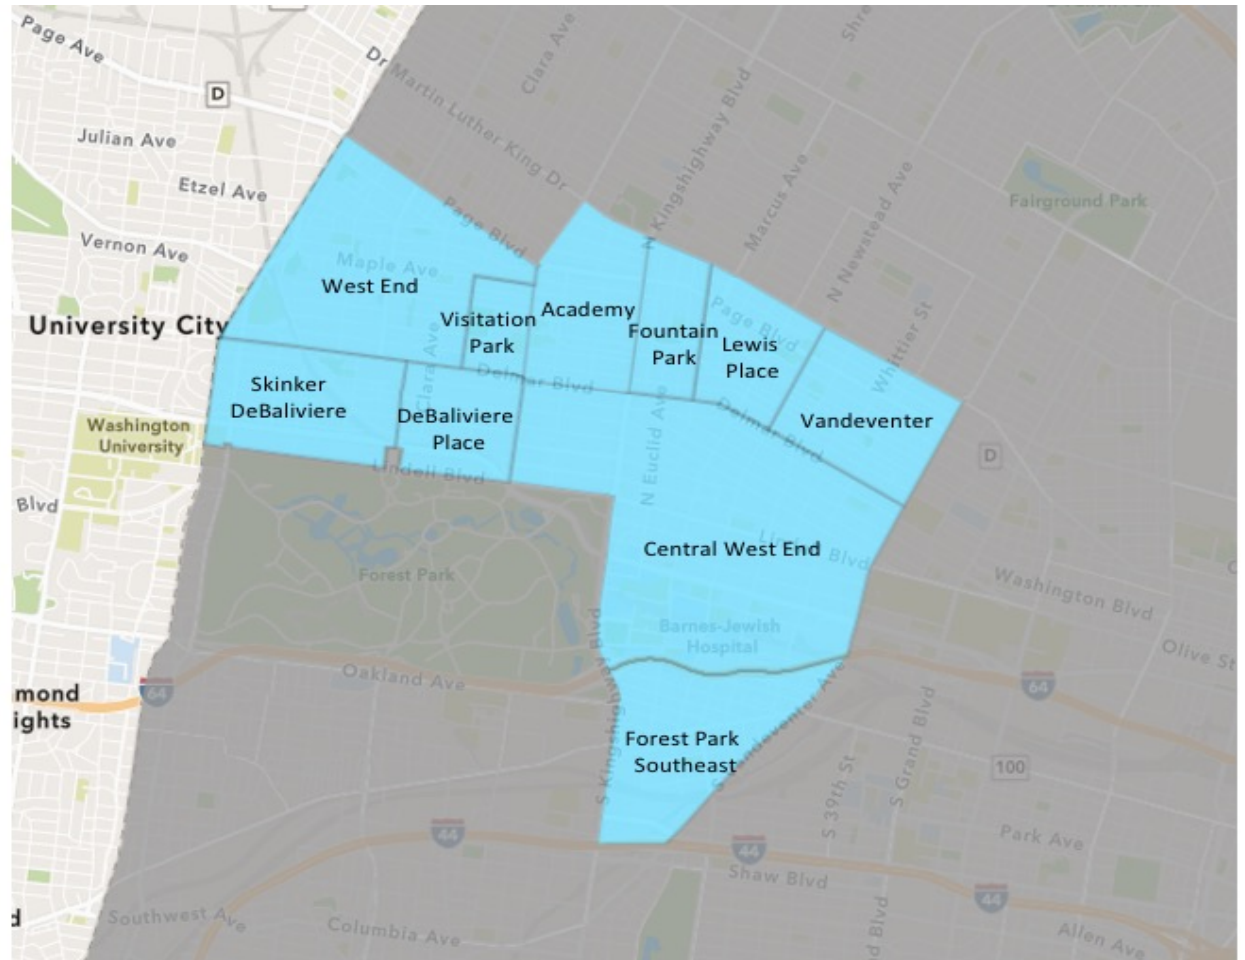 Page Ave
Dr Martin Luther King Dr
Clara Ave
N Kingshighway Blvd
D
Julian Ave
Etzel Ave
Marcus Ave
N Newstead Ave
Fairground Park
Vernon Ave
Page Blvd
Maple Ave
West End
University City
Visitation
Park
Academy
Fountain
Park
Page Blvd
Lewis
Place
Whittier St
Clara Ave
Delmar Blvd
Skinker
DeBaliviere
DeBaliviere
Place
N Euclid Ave
Delmar Blvd
Vandeventer
Washington
University
D
Lindell Blvd
Blvd
Central West End
Lindell Blvd
Forest Park
Washington Blvd
Barnes-Jewish
Hospital
Olive St
Oakland Ave
64
64
mond
ights
S Kingshighway Blvd
Forest Park
Southeast
S Vandeventer Ave
S 39th St
S Grand Blvd
100
44
44
Park Ave
Shaw Blvd
44
Southwest Ave
Columbia Ave
d Blvd
Allen Ave
d